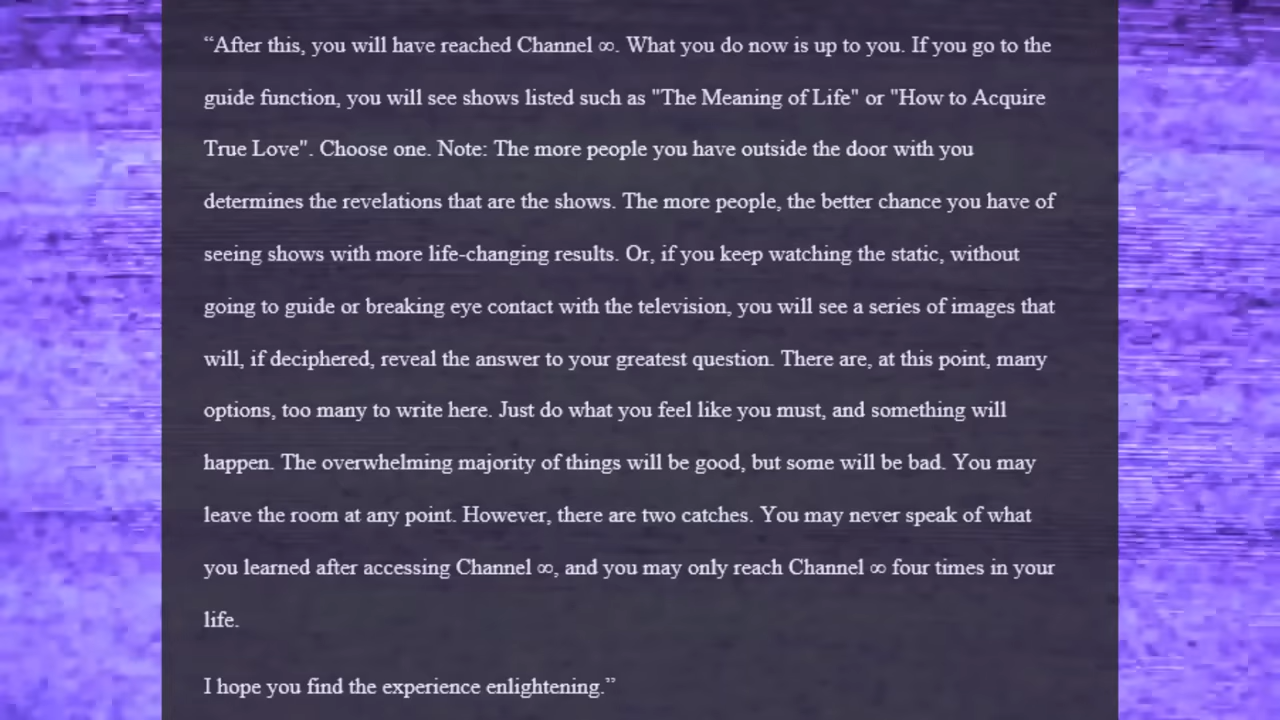 “After this, you will have reached Channel ∞. What you do now is up to you. If you go to the
guide function, you will see shows listed such as "The Meaning of Life" or "How to Acquire
True Love". Choose one. Note: The more people you have outside the door with you
determines the revelations that are the shows. The more people, the better chance you have of
seeing shows with more life-changing results. Or, if you keep watching the static, without
going to guide or breaking eye contact with the television, you will see a series of images that
will, if deciphered, reveal the answer to your greatest question. There are, at this point, many
options, too many to write here. Just do what you feel like you must, and something will
happen. The overwhelming majority of things will be good, but some will be bad. You may
leave the room at any point. However, there are two catches. You may never speak of what
you learned after accessing Channel ∞, and you may only reach Channel ∞ four times in your
life.
I hope you find the experience enlightening.”